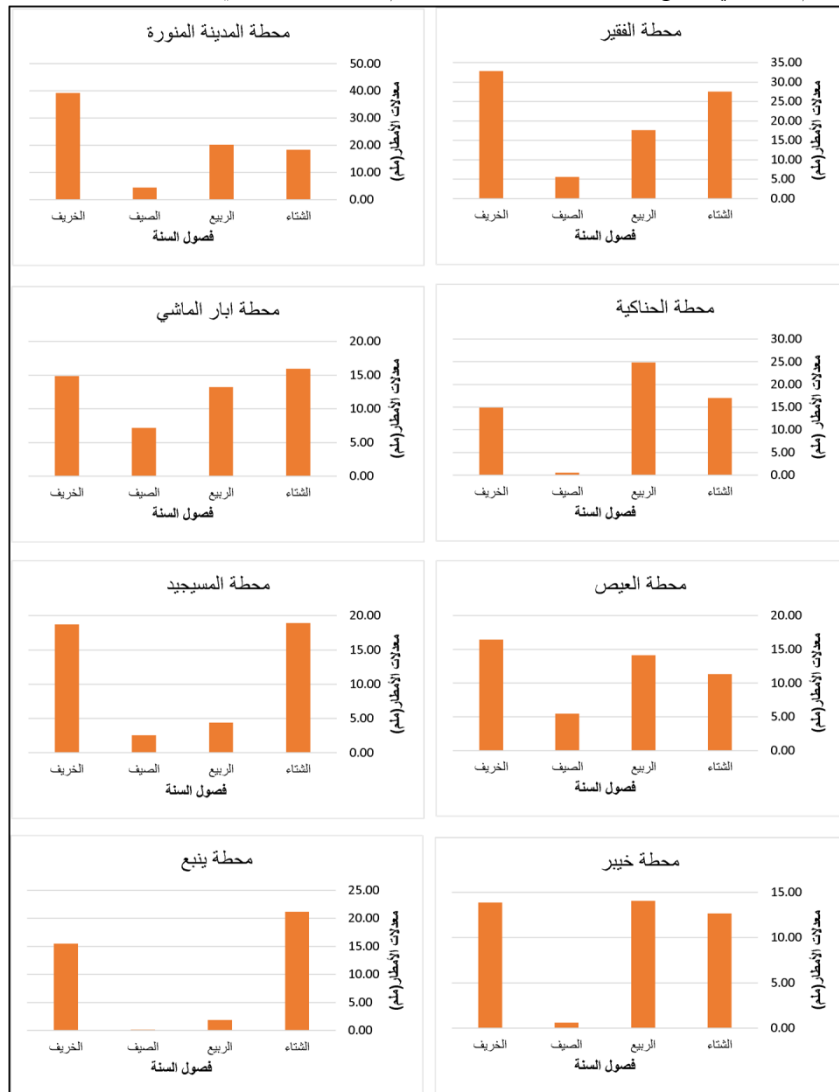 محطة الفقير
معدلات الأمطار(ملم)
35.00
30.00
25.00
20.00
15.00
10.00
5.00
0.00
الشتاء الربيع الصيف الخريف
فصول السنة
محطة المدينة المنورة
50.00
40.00
30.00
20.00
10.00
0.00
معدلات الأمطار(ملم)
الشتاء الربيع الصيف الخريف
فصول السنة
محطة الحناكية
معدلات الأمطار (ملم)
30.00
25.00
20.00
15.00
10.00
5.00
0.00
الشتاء الربيع الصيف الخريف
فصول السنة
محطة ابار الماشي
معدلات الأمطار(ملم)
20.00
15.00
10.00
5.00
0.00
الشتاء الربيع الصيف الخريف
فصول السنة
محطة العيص
معدلات الأمطار(ملم)
20.00
15.00
10.00
5.00
0.00
الشتاء الربيع الصيف الخريف
فصول السنة
محطة المسيجيد
معدلات الأمطار(ملم)
20.00
15.00
10.00
5.00
0.00
الشتاء الربيع الصيف الخريف
فصول السنة
محطة خيبر
معدلات الأمطار(ملم)
15.00
10.00
5.00
0.00
الشتاء الربيع الصيف الخريف
فصول السنة
محطة ينبع
معدلات الأمطار(ملم)
25.00
20.00
15.00
10.00
5.00
0.00
الشتاء الربيع الصيف الخريف
فصول السنة